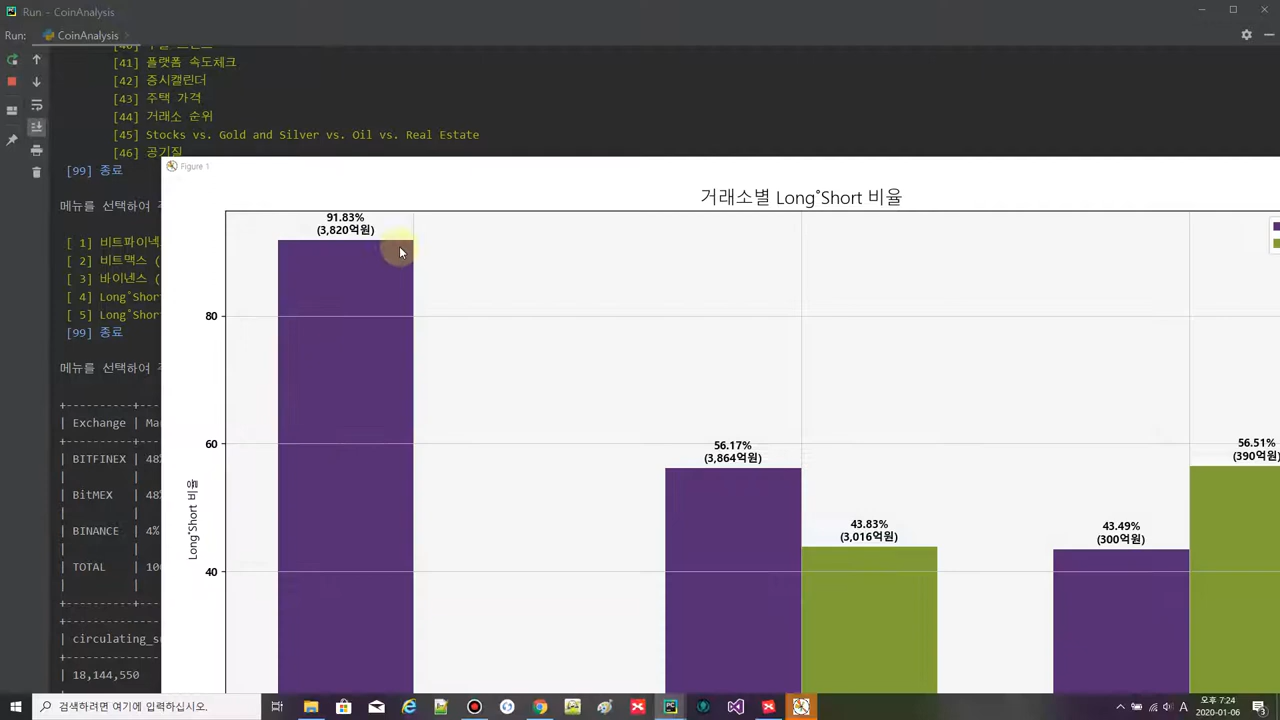 Run - CoinAnalysis
Run: CoinAnalysis
[41] 플랫폼 속도체크
[42] 증시캘린더
[43] 주택 가격
[44] 거래소 순위
[45] Stocks vs. Gold and Silver vs. Oil vs. Real Estate
[46] 공기질
[99] 종료
메뉴를 선택하여
[ 1] 비트파이넥
[ 2] 비트맥스 (
[ 3] 바이넨스 (
[ 4] Long˚Shor
[ 5] Long˚Shor
[99] 종료
메뉴를 선택하여
| Exchange | Ma
| BITFINEX | 48%
| BitMEX | 48%
| BINANCE | 4%
| TOTAL | 10
| circulating_s
| 18,144,550
Figure 1
거래소별 Long˚Short 비율
91.83%
(3,820억원)
80
60
40
Long˚Short 비율
56.17%
(3,864억원)
43.83%
(3,016억원)
43.49%
(300억원)
56.51%
(390억원)
검색하려면 여기에 입력하십시오.
A
오후 7:24
2020-01-06
3